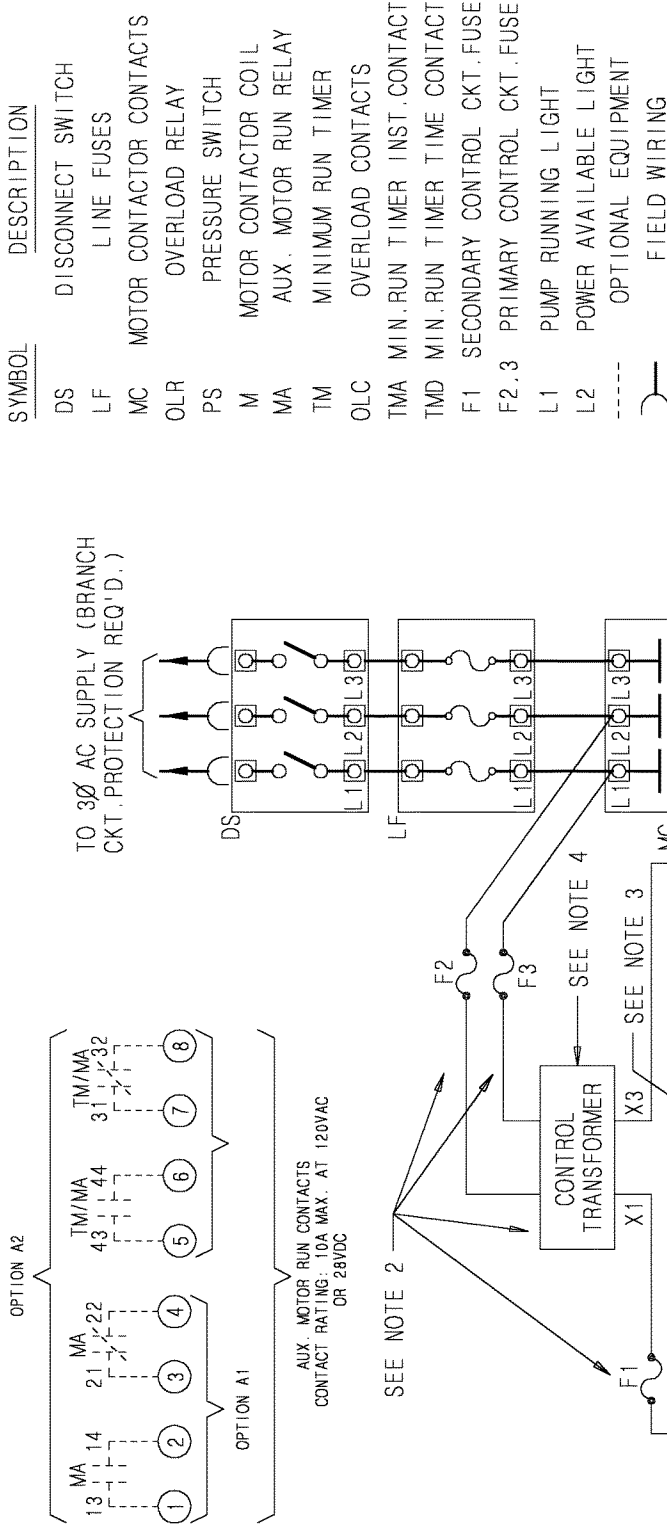 OPTION A2
MA
13 14
MA
21 22
TM/MA
43 44
TM/MA
31 32
1 2 3 4 5 6 7 8
OPTION A1
AUX. MOTOR RUN CONTACTS
CONTACT RATING: 10A MAX. AT 120VAC
OR 28VDC
SEE NOTE 2
F1
F2
F3
CONTROL
TRANSFORMER
X1 X3
SEE NOTE 4
SEE NOTE 3
TO 3Ø AC SUPPLY (BRANCH
CKT.PROTECTION REQ'D.)
DS
L1 L2 L3
LF
L1 L2 L3
MC
L1 L2 L3
SYMBOL DESCRIPTION
DS DISCONNECT SWITCH
LF LINE FUSES
MC MOTOR CONTACTOR CONTACTS
OLR OVERLOAD RELAY
PS PRESSURE SWITCH
M MOTOR CONTACTOR COIL
MA AUX. MOTOR RUN RELAY
TM MINIMUM RUN TIMER
OLC OVERLOAD CONTACTS
TMA MIN.RUN TIMER INST.CONTACT
TMD MIN.RUN TIMER TIME CONTACT
F1 SECONDARY CONTROL CKT.FUSE
F2.3 PRIMARY CONTROL CKT.FUSE
L1 PUMP RUNNING LIGHT
L2 POWER AVAILABLE LIGHT
OPTIONAL EQUIPMENT
FIELD WIRING